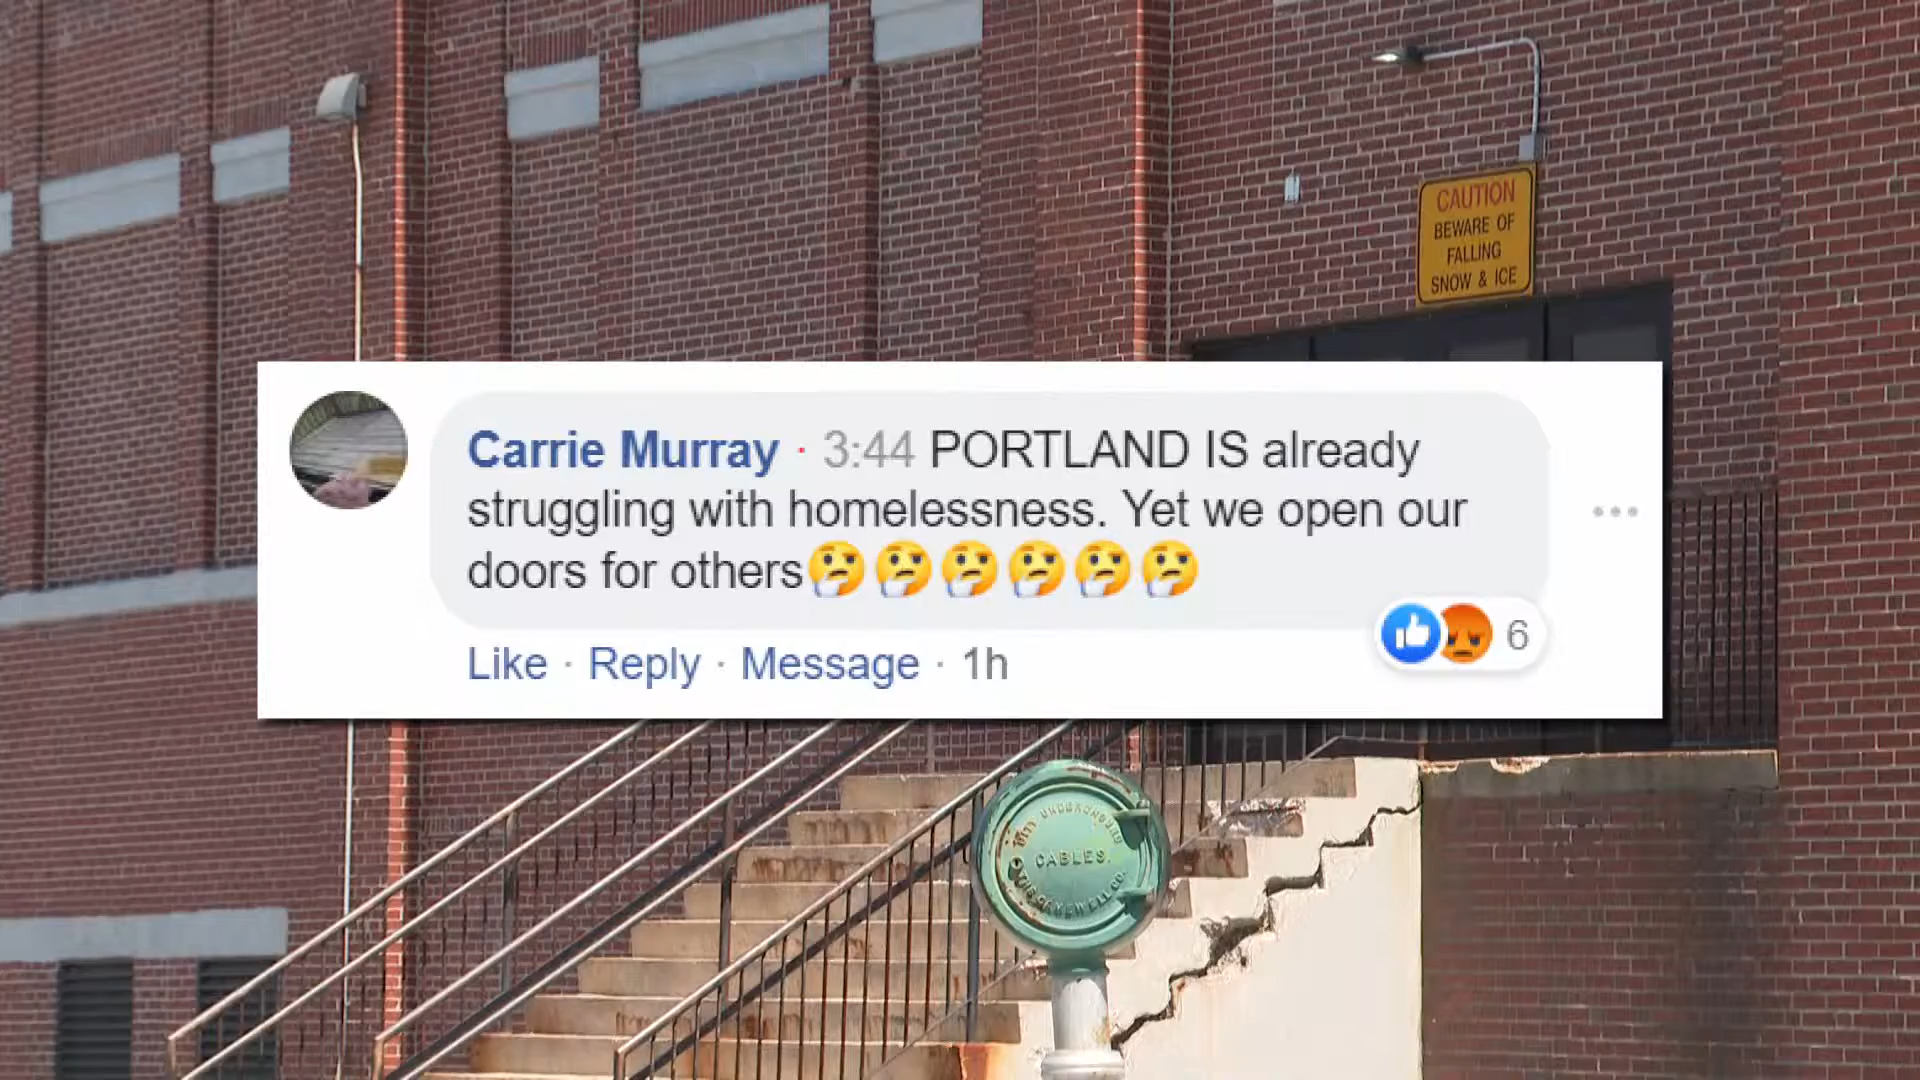 CAUTION
BEWARE OF
FALLING
SNOW & ICE
Carrie Murray · 3:44 PORTLAND IS already
struggling with homelessness. Yet we open our
doors for others🤔🤔🤔🤔🤔🤔
6
Like · Reply · Message · 1h
UNDERGROUND
CABLES.